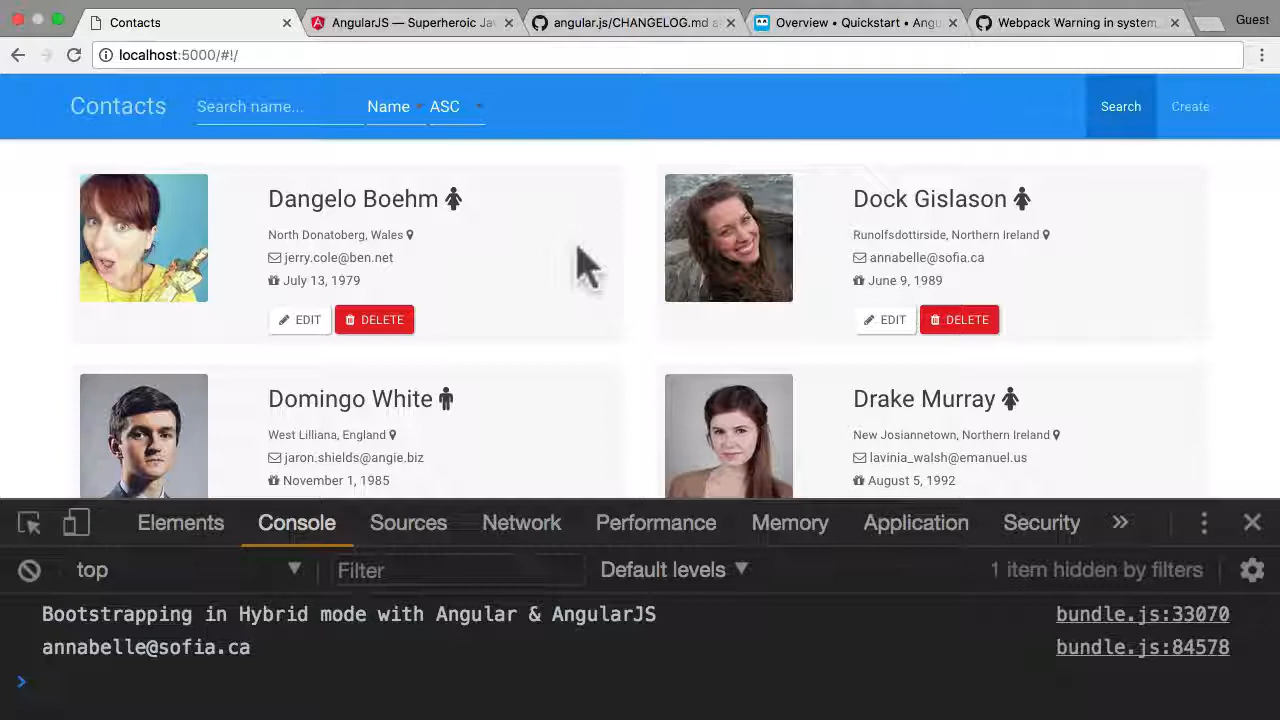 Contacts
AngularJS — Superheroic Jav
angular.js/CHANGELOG.md a
Overview • Quickstart • Angu
Webpack Warning in system
Guest
localhost:5000/#!/
Contacts
Search name...
Name
ASC
Search
Create
Dangelo Boehm
North Donatoberg, Wales
jerry.cole@ben.net
July 13, 1979
EDIT
DELETE
Dock Gislason
Runolfsdottirside, Northern Ireland
annabelle@sofia.ca
June 9, 1989
EDIT
DELETE
Domingo White
West Lilliana, England
jaron.shields@angie.biz
November 1, 1985
Drake Murray
New Josiannetown, Northern Ireland
lavinia_walsh@emanuel.us
August 5, 1992
Elements Console Sources Network Performance Memory Application Security »
top
Filter
Default levels
1 item hidden by filters
Bootstrapping in Hybrid mode with Angular & AngularJS bundle.js:33070
annabelle@sofia.ca bundle.js:84578